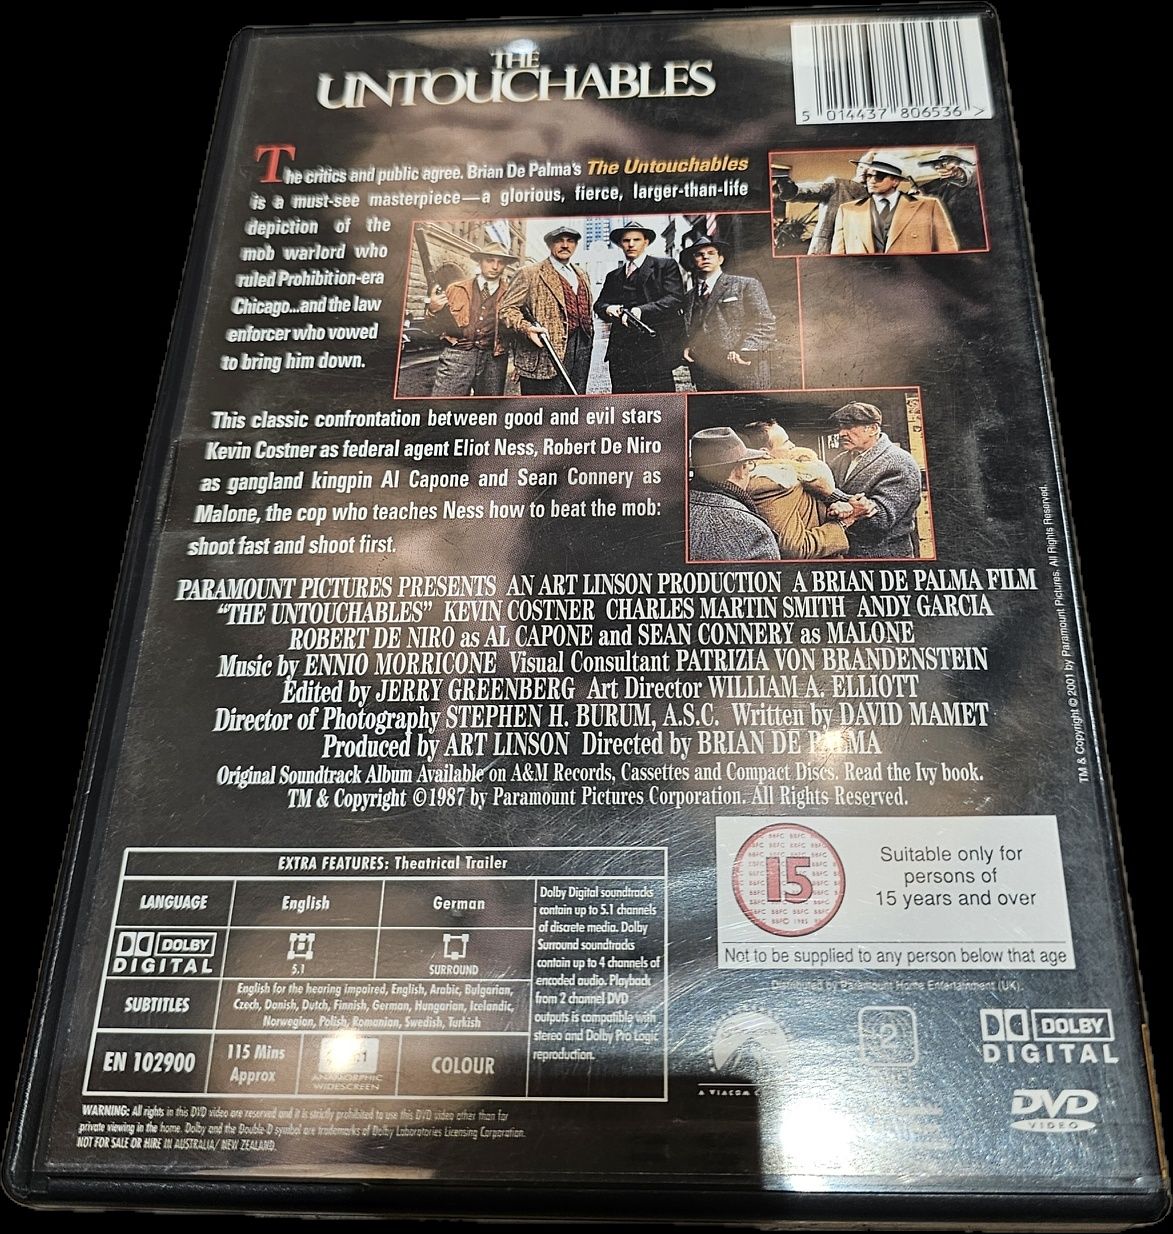 THE
UNTOUCHABLES
5 014437 806536 >
The critics and public agree. Brian De Palma's The Untouchables
is a must-see masterpiece—a glorious, fierce, larger-than-life
depiction of the
mob warlord who
ruled Prohibition-era
Chicago...and the law
enforcer who vowed
to bring him down.
This classic confrontation between good and evil stars
Kevin Costner as federal agent Eliot Ness, Robert De Niro
as gangland kingpin Al Capone and Sean Connery as
Malone, the cop who teaches Ness how to beat the mob:
shoot fast and shoot first.
PARAMOUNT PICTURES PRESENTS AN ART LINSON PRODUCTION A BRIAN DE PALMA FILM
"THE UNTOUCHABLES" KEVIN COSTNER CHARLES MARTIN SMITH ANDY GARCIA
ROBERT DE NIRO as AL CAPONE and SEAN CONNERY as MALONE
Music by ENNIO MORRICONE Visual Consultant PATRIZIA VON BRANDENSTEIN
Edited by JERRY GREENBERG Art Director WILLIAM A. ELLIOTT
Director of Photography STEPHEN H. BURUM, A.S.C. Written by DAVID MAMET
Produced by ART LINSON Directed by BRIAN DE PALMA
Original Soundtrack Album Available on A&M Records, Cassettes and Compact Discs. Read the Ivy book.
TM & Copyright ©1987 by Paramount Pictures Corporation. All Rights Reserved.
TM & Copyright © 2001 by Paramount Pictures. All Rights Reserved.
EXTRA FEATURES: Theatrical Trailer
LANGUAGE English German
DOLBY
DIGITAL
5.1 SURROUND
SUBTITLES
English for the hearing impaired, English, Arabic, Bulgarian,
Czech, Danish, Dutch, Finnish, German, Hungarian, Icelandic,
Norwegian, Polish, Romanian, Swedish, Turkish
EN 102900
115 Mins
Approx
ANAMORPHIC
WIDESCREEN
COLOUR
Dolby Digital soundtracks
contain up to 5.1 channels
of discrete media. Dolby
Surround soundtracks
contain up to 4 channels of
encoded audio. Playback
from 2 channel DVD
outputs is compatible with
stereo and Dolby Pro Logic
reproduction.
15
Suitable only for
persons of
15 years and over
Not to be supplied to any person below that age
Distributed by Paramount Home Entertainment (UK).
A VIACOM
2
DOLBY
DIGITAL
DVD
VIDEO
WARNING: All rights in this DVD video are reserved and it is strictly prohibited to use this DVD video other than for
private viewing in the home. Dolby and the Double-D symbol are trademarks of Dolby Laboratories Licensing Corporation.
NOT FOR SALE OR HIRE IN AUSTRALIA/ NEW ZEALAND.